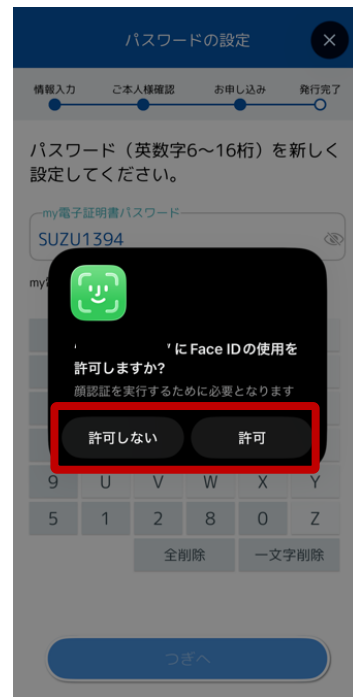 パスワードの設定
情報入力
ご本人様確認
お申し込み
発行完了
パスワード（英数字6～16桁）を新しく
設定してください。
my電子証明書パスワード
SUZU1394
my
" に Face ID の使用を
許可しますか?
顔認証を実行するために必要となります
許可しない
許可
9 U V W X Y
5 1 2 8 0 Z
全削除
一文字削除
つぎへ